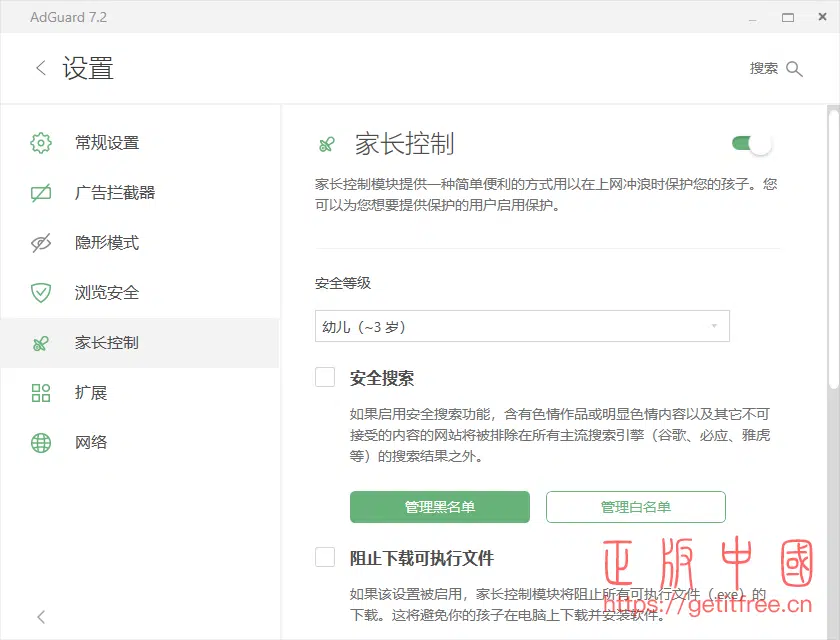 AdGuard 7.2
设置
搜索
常规设置
广告拦截器
隐形模式
浏览安全
家长控制
扩展
网络
家长控制
家长控制模块提供一种简单便利的方式用以在上网冲浪时保护您的孩子。您
可以为您想要提供保护的用户启用保护。
安全等级
幼儿（~3 岁）
安全搜索
如果启用安全搜索功能，含有色情作品或明显色情内容以及其它不可
接受的内容的网站将被排除在所有主流搜索引擎（谷歌、必应、雅虎
等）的搜索结果之外。
管理黑名单
管理白名单
阻止下载可执行文件
如果该设置被启用，家长控制模块将阻止所有可执行文件（.exe）的
下载。这将避免你的孩子在电脑上下载并安装软件。
正版中國
https://getitfree.cn